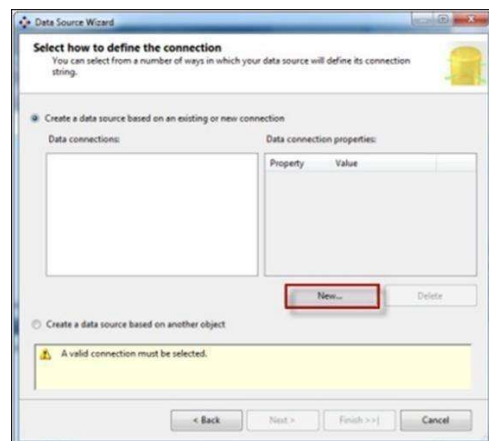 Data Source Wizard
Select how to define the connection
You can select from a number of ways in which your data source will define its connection
string.
Create a data source based on an existing or new connection
Data connections:
Data connection properties:
Property Value
New...
Delete
Create a data source based on another object
A valid connection must be selected.
< Back
Next >
Finish >>|
Cancel